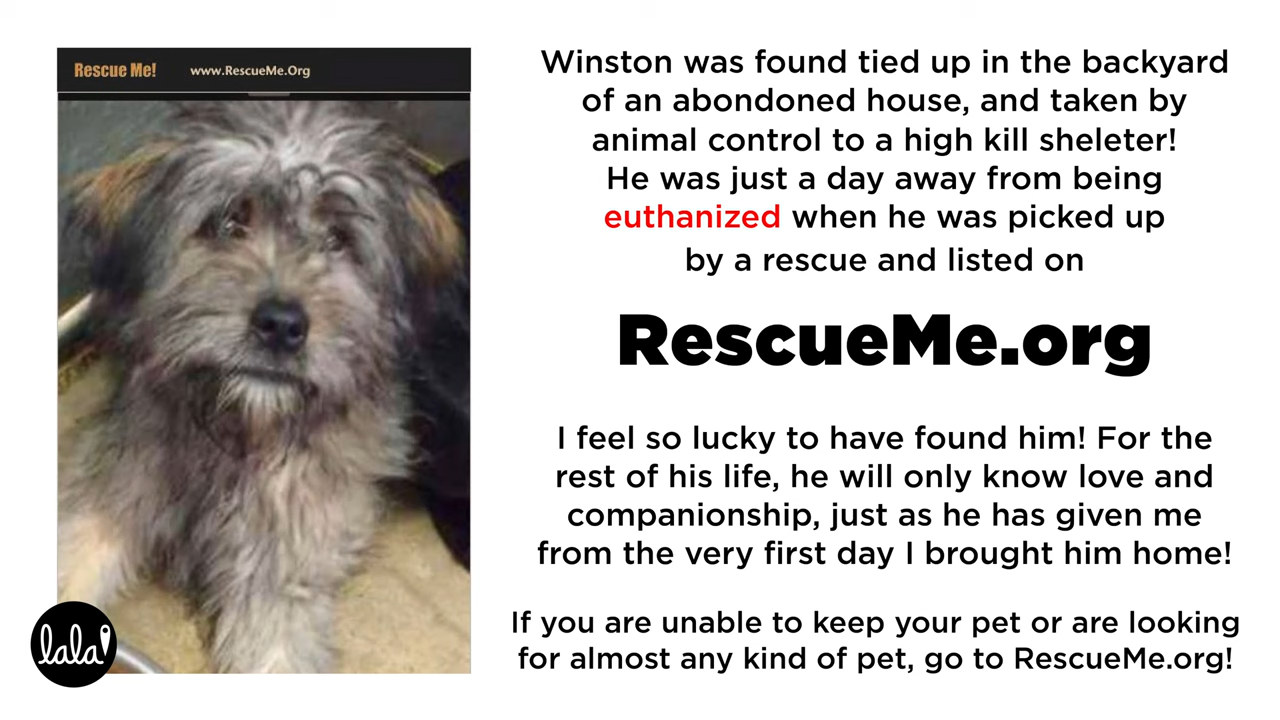 Rescue Me! www.RescueMe.Org
Winston was found tied up in the backyard
of an abondoned house, and taken by
animal control to a high kill sheleter!
He was just a day away from being
euthanized when he was picked up
by a rescue and listed on
RescueMe.org
I feel so lucky to have found him! For the
rest of his life, he will only know love and
companionship, just as he has given me
from the very first day I brought him home!
If you are unable to keep your pet or are looking
for almost any kind of pet, go to RescueMe.org!
lala!